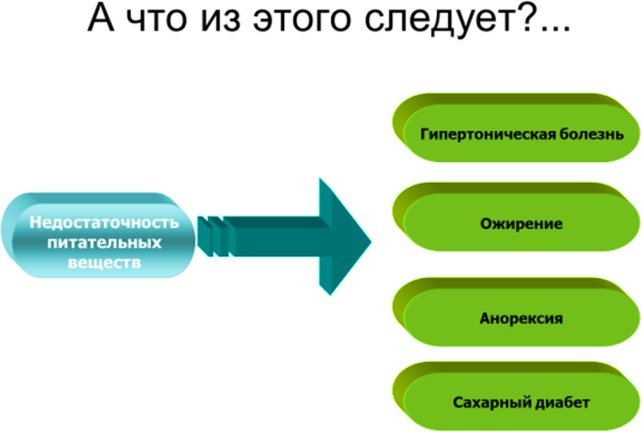 А что из этого следует?...
Недостаточность
питательных
веществ
Гипертоническая болезнь
Ожирение
Анорексия
Сахарный диабет